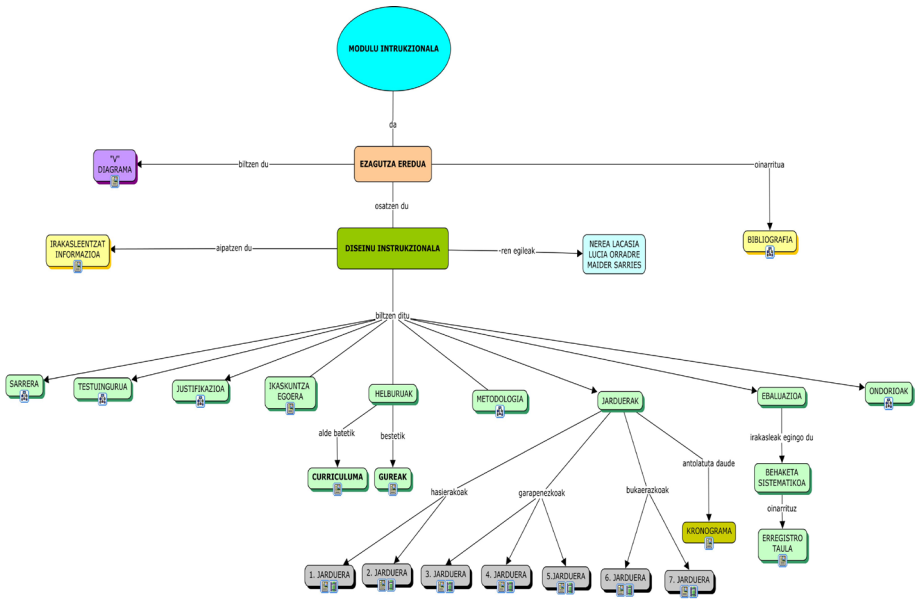 MODULU INTRUKZIONALA
da
"V"
DIAGRAMA
biltzen du
EZAGUTZA EREDUA
oinarritua
osatzen du
IRAKASLEENTZAT
INFORMAZIOA
aipatzen du
DISEINU INSTRUKZIONALA
-ren egileak
NEREA LACASIA
LUCIA ORRADRE
MAIDER SARRIES
BIBLIOGRAFIA
biltzen ditu
SARRERA
TESTUINGURUA
JUSTIFIKAZIOA
IKASKUNTZA
EGOERA
HELBURUAK
METODOLOGIA
JARDUERAK
EBALUAZIOA
ONDORIOAK
alde batetik
bestetik
irakasleak egingo du
CURRICULUMA
GUREAK
hasierakoak
garapenezkoak
bukaerazkoak
antolatuta daude
BEHAKETA
SISTEMATIKOA
oinarrituz
KRONOGRAMA
ERREGISTRO
TAULA
1. JARDUERA
2. JARDUERA
3. JARDUERA
4. JARDUERA
5.JARDUERA
6. JARDUERA
7. JARDUERA